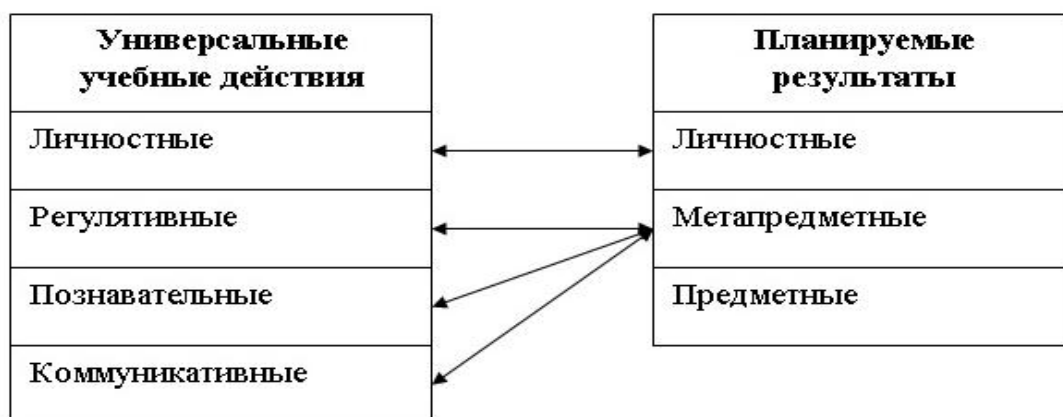 Универсальные
учебные действия
Личностные
Регулятивные
Познавательные
Коммуникативные
Планируемые
результаты
Личностные
Метапредметные
Предметные